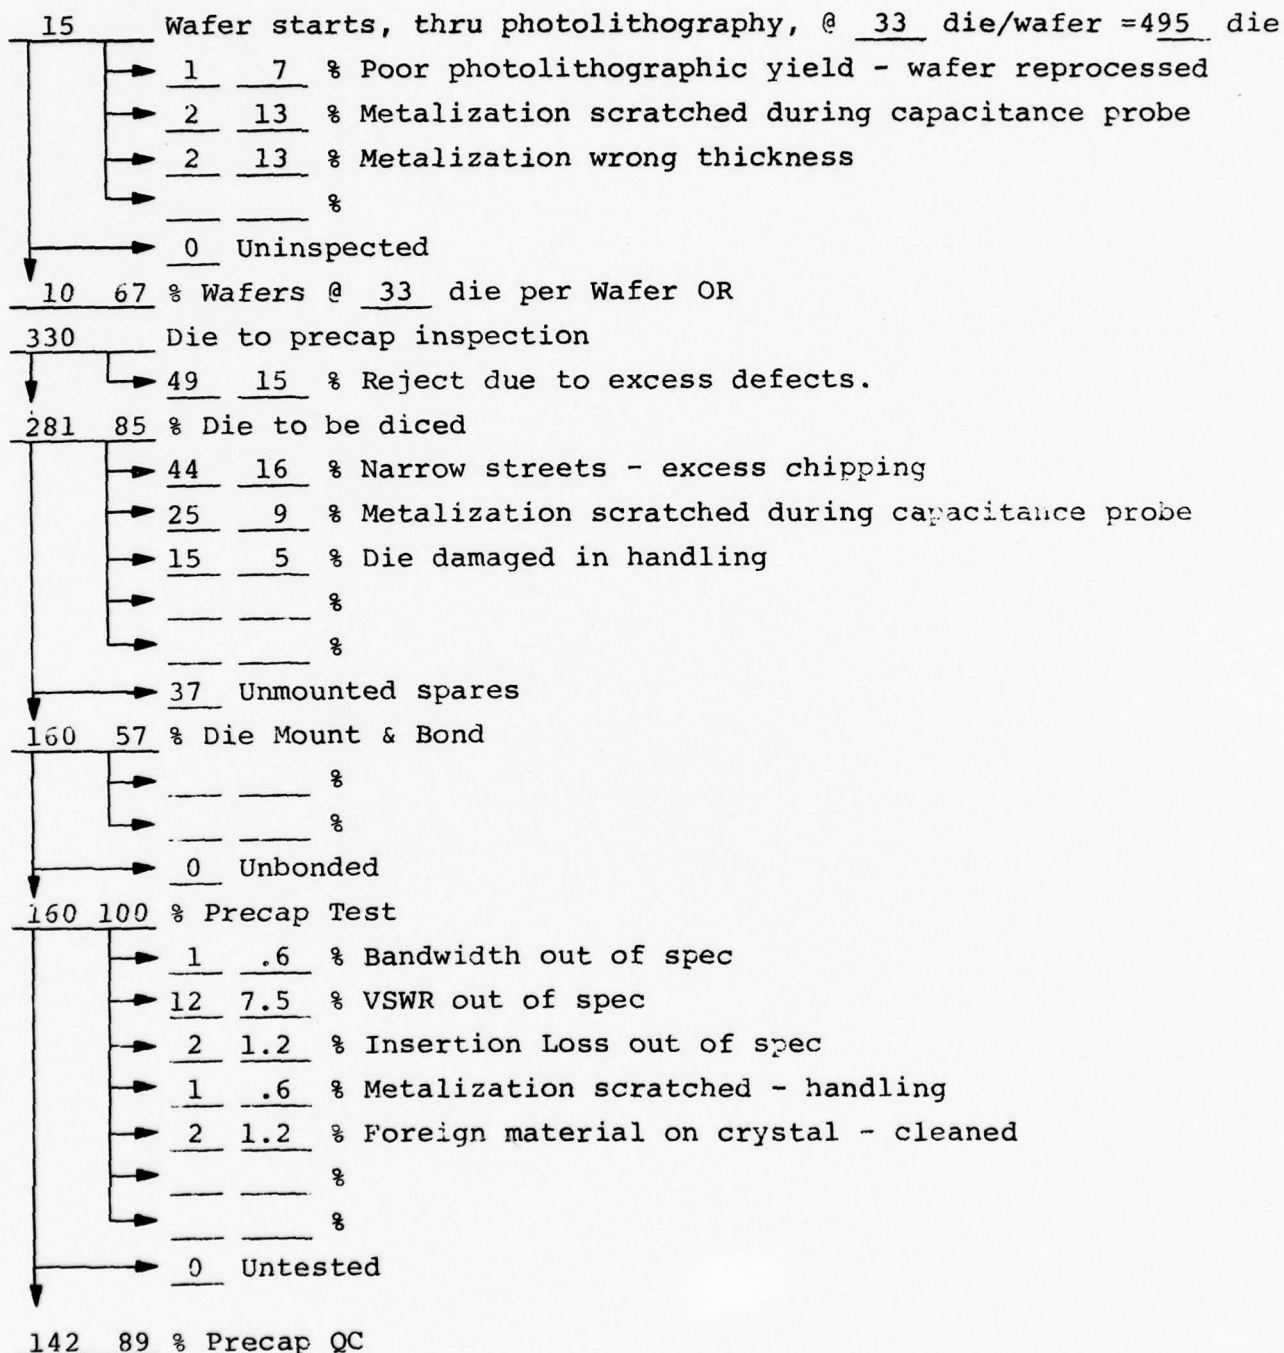 15 Wafer starts, thru photolithography, @ 33 die/wafer =495 die
1 7 % Poor photolithographic yield - wafer reprocessed
2 13 % Metalization scratched during capacitance probe
2 13 % Metalization wrong thickness
%
0 Uninspected
10 67 % Wafers @ 33 die per Wafer OR
330 Die to precap inspection
49 15 % Reject due to excess defects.
281 85 % Die to be diced
44 16 % Narrow streets - excess chipping
25 9 % Metalization scratched during capacitance probe
15 5 % Die damaged in handling
%
%
37 Unmounted spares
160 57 % Die Mount & Bond
%
%
0 Unbonded
160 100 % Precap Test
1 .6 % Bandwidth out of spec
12 7.5 % VSWR out of spec
2 1.2 % Insertion Loss out of spec
1 .6 % Metalization scratched - handling
2 1.2 % Foreign material on crystal - cleaned
%
%
0 Untested
142 89 % Precap QC